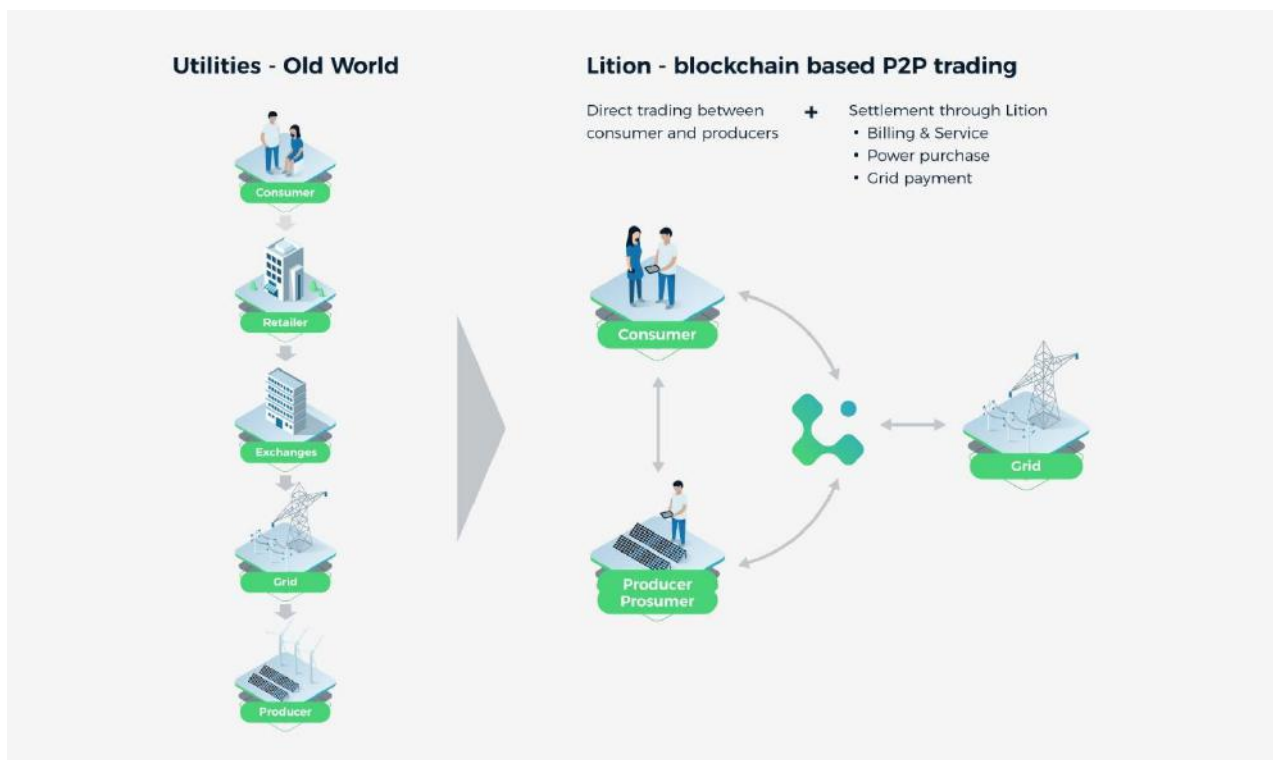 Utilities - Old World
Consumer
Retailer
Exchanges
Grid
Producer
Lition - blockchain based P2P trading
Direct trading between
consumer and producers
+
Settlement through Lition
• Billing & Service
• Power purchase
• Grid payment
Consumer
Grid
Producer
Prosumer